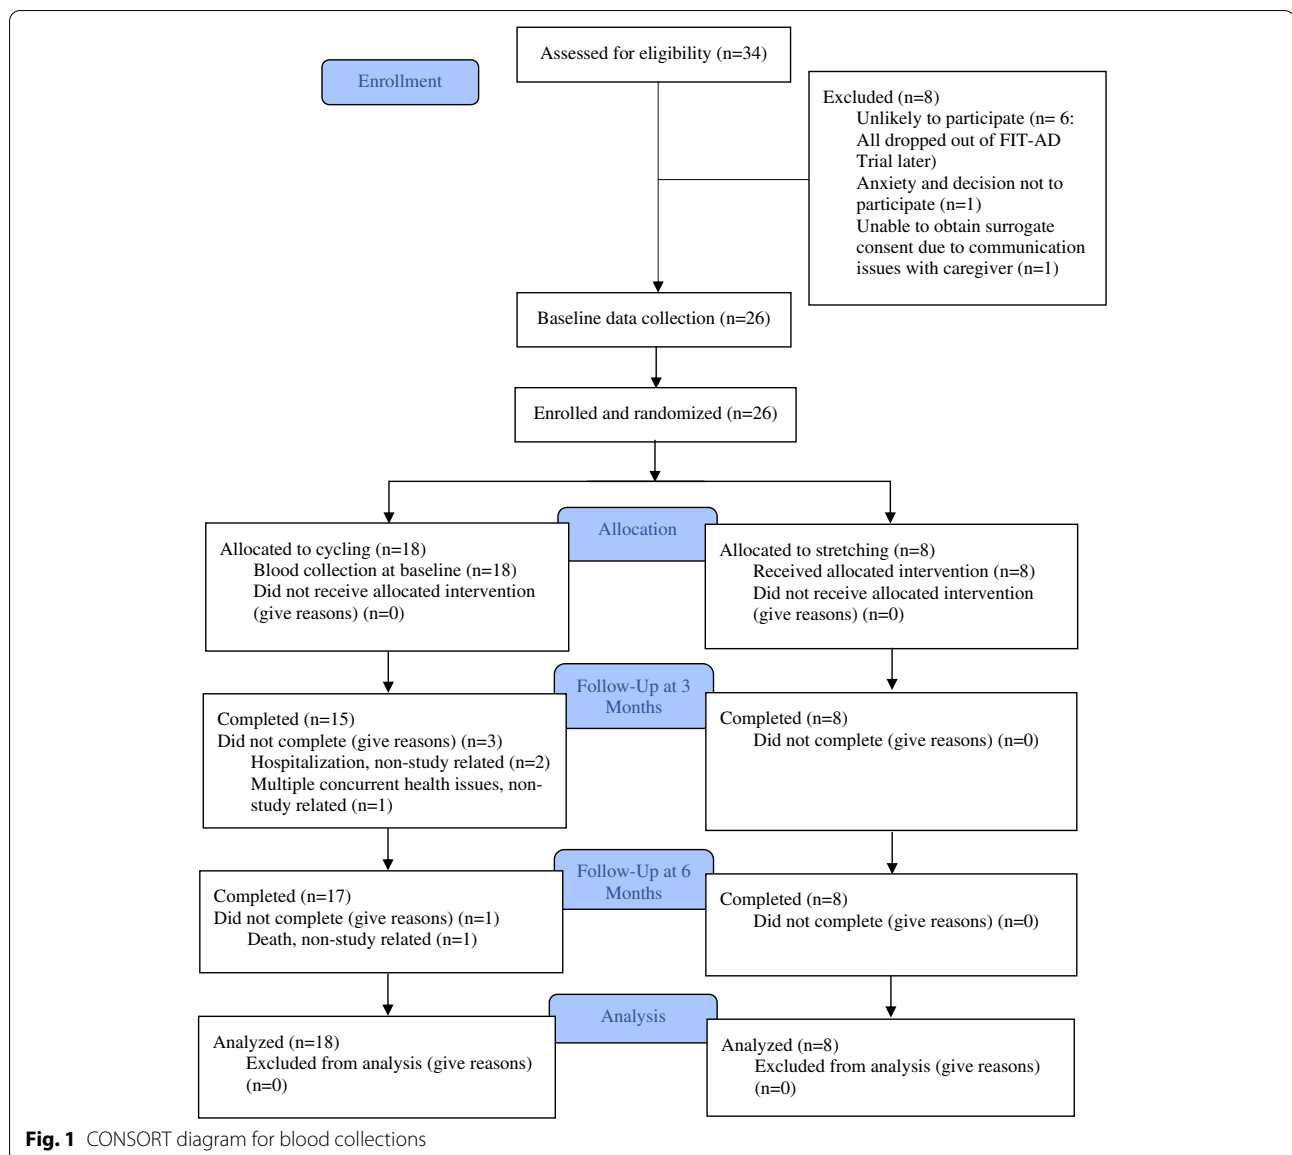 Assessed for eligibility (n=34)
Enrollment
Excluded (n=8)
Unlikely to participate (n= 6:
All dropped out of FIT-AD
Trial later)
Anxiety and decision not to
participate (n=1)
Unable to obtain surrogate
consent due to communication
issues with caregiver (n=1)
Baseline data collection (n=26)
Enrolled and randomized (n=26)
Allocation
Allocated to cycling (n=18)
Blood collection at baseline (n=18)
Did not receive allocated intervention
(give reasons) (n=0)
Allocated to stretching (n=8)
Received allocated intervention (n=8)
Did not receive allocated intervention
(give reasons) (n=0)
Follow-Up at 3
Months
Completed (n=15)
Did not complete (give reasons) (n=3)
Hospitalization, non-study related (n=2)
Multiple concurrent health issues, non-
study related (n=1)
Completed (n=8)
Did not complete (give reasons) (n=0)
Follow-Up at 6
Months
Completed (n=17)
Did not complete (give reasons) (n=1)
Death, non-study related (n=1)
Completed (n=8)
Did not complete (give reasons) (n=0)
Analysis
Analyzed (n=18)
Excluded from analysis (give reasons)
(n=0)
Analyzed (n=8)
Excluded from analysis (give reasons)
(n=0)
Fig. 1 CONSORT diagram for blood collections